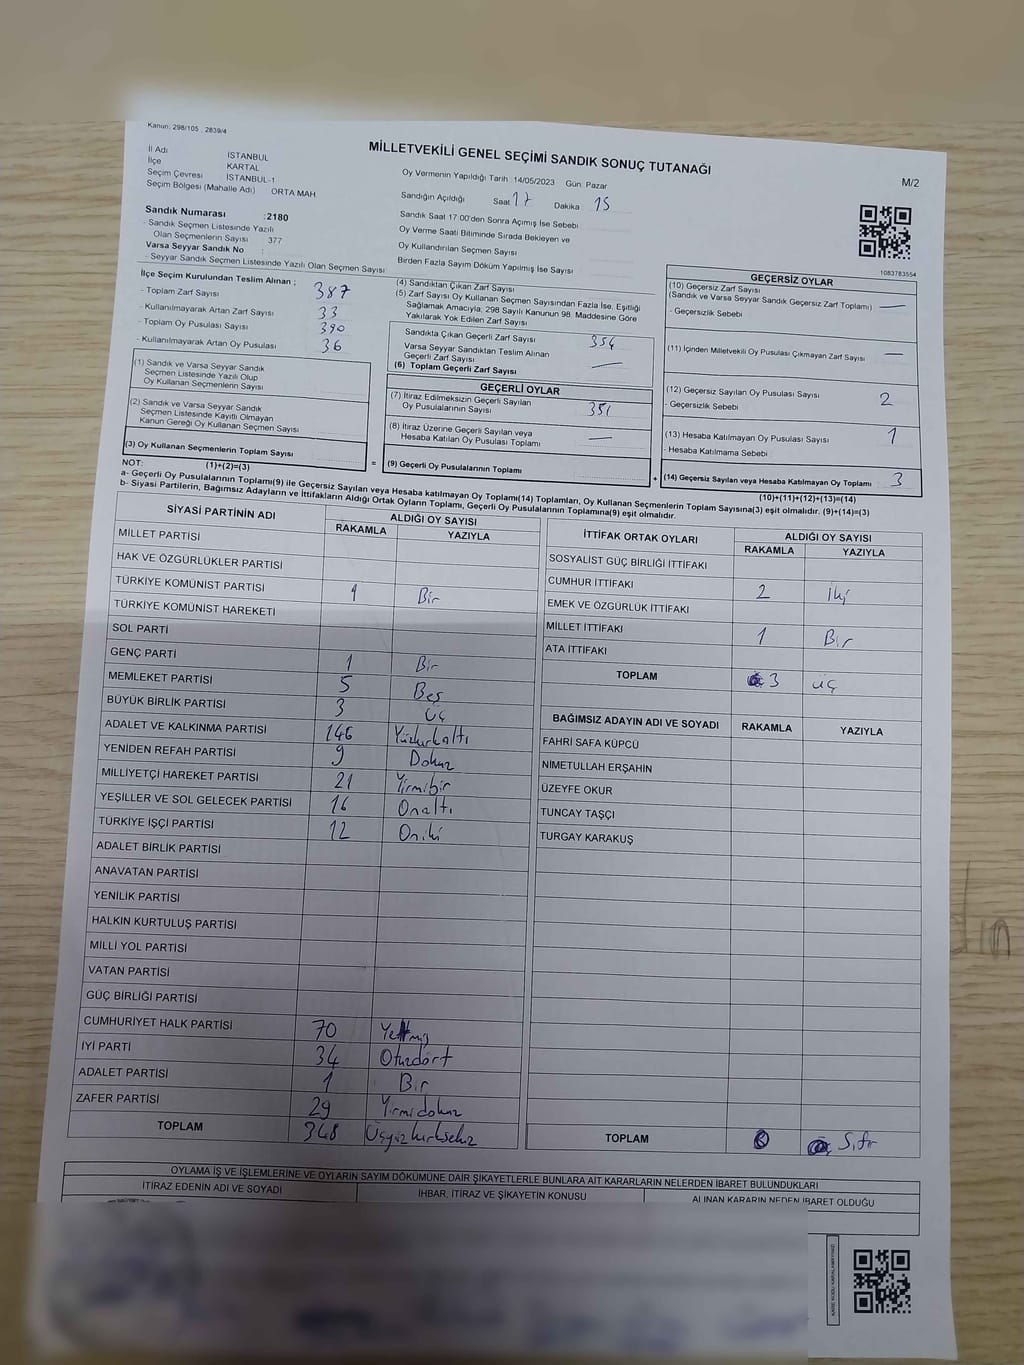 Kanun: 298/105 , 2839/4
MİLLETVEKİLİ GENEL SEÇİMİ SANDIK SONUÇ TUTANAĞI
M/2
İl Adı İSTANBUL
İlçe KARTAL
Seçim Çevresi İSTANBUL-1
Seçim Bölgesi (Mahalle Adı) ORTA MAH.
Sandık Numarası :2180
- Sandık Seçmen Listesinde Yazılı
Olan Seçmenlerin Sayısı 377
Varsa Seyyar Sandık No :
- Seyyar Sandık Seçmen Listesinde Yazılı Olan Seçmen Sayısı:
Oy Vermenin Yapıldığı Tarih :14/05/2023 Gün: Pazar
Sandığın Açıldığı Saat 17 Dakika 15
Sandık Saat 17:00'den Sonra Açılmış İse Sebebi
Oy Verme Saati Bitiminde Sırada Bekleyen ve
Oy Kullandırılan Seçmen Sayısı
Birden Fazla Sayım Döküm Yapılmış İse Sayısı
1083783554
İlçe Seçim Kurulundan Teslim Alınan ;
- Toplam Zarf Sayısı 387
- Kullanılmayarak Artan Zarf Sayısı 33
- Toplam Oy Pusulası Sayısı 390
- Kullanılmayarak Artan Oy Pusulası 36
(1) Sandık ve Varsa Seyyar Sandık
Seçmen Listesinde Yazılı Olup
Oy Kullanan Seçmenlerin Sayısı
(2) Sandık ve Varsa Seyyar Sandık
Seçmen Listesinde Kayıtlı Olmayan
Kanun Gereği Oy Kullanan Seçmen Sayısı
(3) Oy Kullanan Seçmenlerin Toplam Sayısı
(1)+(2)=(3)
(4) Sandıktan Çıkan Zarf Sayısı
(5) Zarf Sayısı Oy Kullanan Seçmen Sayısından Fazla İse, Eşitliği
Sağlamak Amacıyla, 298 Sayılı Kanunun 98. Maddesine Göre
Yakılarak Yok Edilen Zarf Sayısı
Sandıkta Çıkan Geçerli Zarf Sayısı 354
Varsa Seyyar Sandıktan Teslim Alınan
Geçerli Zarf Sayısı —
(6) Toplam Geçerli Zarf Sayısı
GEÇERLİ OYLAR
(7) İtiraz Edilmeksizin Geçerli Sayılan
Oy Pusulalarının Sayısı 351
(8) İtiraz Üzerine Geçerli Sayılan veya
Hesaba Katılan Oy Pusulası Toplamı —
= (9) Geçerli Oy Pusulalarının Toplamı +
GEÇERSİZ OYLAR
(10) Geçersiz Zarf Sayısı
(Sandık ve Varsa Seyyar Sandık Geçersiz Zarf Toplamı) —
- Geçersizlik Sebebi
(11) İçinden Milletvekili Oy Pusulası Çıkmayan Zarf Sayısı —
(12) Geçersiz Sayılan Oy Pusulası Sayısı 2
- Geçersizlik Sebebi
(13) Hesaba Katılmayan Oy Pusulası Sayısı 1
- Hesaba Katılmama Sebebi
(14) Geçersiz Sayılan veya Hesaba Katılmayan Oy Toplamı 3
(10)+(11)+(12)+(13)=(14)
NOT:
a- Geçerli Oy Pusulalarının Toplamı(9) ile Geçersiz Sayılan veya Hesaba katılmayan Oy Toplamı(14) Toplamları, Oy Kullanan Seçmenlerin Toplam Sayısına(3) eşit olmalıdır. (9)+(14)=(3)
b- Siyasi Partilerin, Bağımsız Adayların ve İttifakların Aldığı Ortak Oyların Toplamı, Geçerli Oy Pusulalarının Toplamına(9) eşit olmalıdır.
SİYASİ PARTİNİN ADI ALDIĞI OY SAYISI
RAKAMLA YAZIYLA
MİLLET PARTİSİ
HAK VE ÖZGÜRLÜKLER PARTİSİ
TÜRKİYE KOMÜNİST PARTİSİ 1 Bir
TÜRKİYE KOMÜNİST HAREKETİ
SOL PARTİ
GENÇ PARTİ 1 Bir
MEMLEKET PARTİSİ 5 Beş
BÜYÜK BİRLİK PARTİSİ 3 Üç
ADALET VE KALKINMA PARTİSİ 146 Yüzkırkaltı
YENİDEN REFAH PARTİSİ 9 Dokuz
MİLLİYETÇİ HAREKET PARTİSİ 21 Yirmibir
YEŞİLLER VE SOL GELECEK PARTİSİ 16 Onaltı
TÜRKİYE İŞÇİ PARTİSİ 12 Oniki
ADALET BİRLİK PARTİSİ
ANAVATAN PARTİSİ
YENİLİK PARTİSİ
HALKIN KURTULUŞ PARTİSİ
MİLLİ YOL PARTİSİ
VATAN PARTİSİ
GÜÇ BİRLİĞİ PARTİSİ
CUMHURİYET HALK PARTİSİ 70 Yetmiş
İYİ PARTİ 34 Otuzdört
ADALET PARTİSİ 1 Bir
ZAFER PARTİSİ 29 Yirmidokuz
TOPLAM 348 Üçyüzkırksekiz
İTTİFAK ORTAK OYLARI ALDIĞI OY SAYISI
RAKAMLA YAZIYLA
SOSYALİST GÜÇ BİRLİĞİ İTTİFAKI
CUMHUR İTTİFAKI 2 İki
EMEK VE ÖZGÜRLÜK İTTİFAKI
MİLLET İTTİFAKI 1 Bir
ATA İTTİFAKI
TOPLAM 3 üç
BAĞIMSIZ ADAYIN ADI VE SOYADI RAKAMLA YAZIYLA
FAHRİ SAFA KÜPCÜ
NİMETULLAH ERŞAHİN
ÜZEYFE OKUR
TUNCAY TAŞÇI
TURGAY KARAKUŞ
TOPLAM Sıfır
OYLAMA İŞ VE İŞLEMLERİNE VE OYLARIN SAYIM DÖKÜMÜNE DAİR ŞİKAYETLERLE BUNLARA AİT KARARLARIN NELERDEN İBARET BULUNDUKLARI
İTİRAZ EDENİN ADI VE SOYADI İHBAR, İTİRAZ VE ŞİKAYETİN KONUSU ALINAN KARARIN NEDEN İBARET OLDUĞU
KARE KODU KARALAMAYINIZ